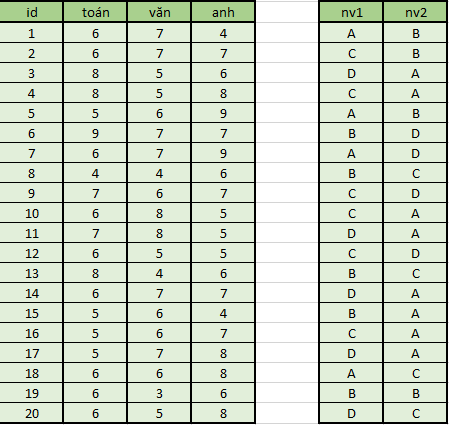 id toán văn anh nv1 nv2
1 6 7 4 A B
2 6 7 7 C B
3 8 5 6 D A
4 8 5 8 C A
5 5 6 9 A B
6 9 7 7 B D
7 6 7 9 A D
8 4 4 6 B C
9 7 6 7 C D
10 6 8 5 C A
11 7 8 5 D A
12 6 5 5 C D
13 8 4 6 B C
14 6 7 7 D A
15 5 6 4 B A
16 5 6 7 C A
17 5 7 8 D A
18 6 6 8 A C
19 6 3 6 B B
20 6 5 8 D C